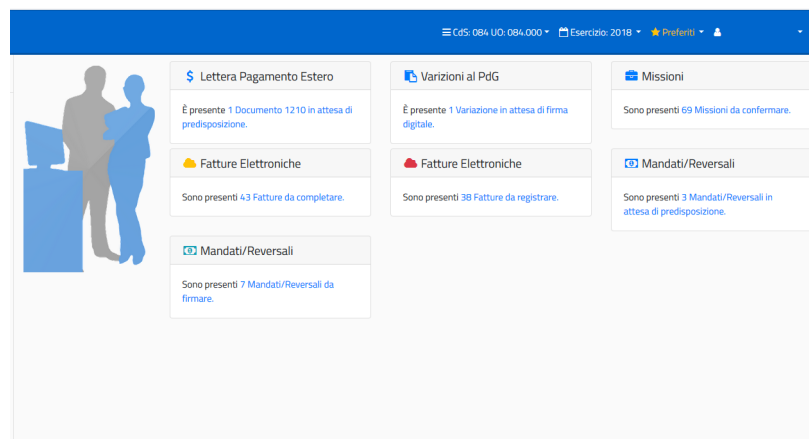 CdS: 084 UO: 084.000
Esercizio: 2018
Preferiti
Lettera Pagamento Estero
È presente 1 Documento 1210 in attesa di
predisposizione.
Varizioni al PdG
È presente 1 Variazione in attesa di firma
digitale.
Missioni
Sono presenti 69 Missioni da confermare.
Fatture Elettroniche
Sono presenti 43 Fatture da completare.
Fatture Elettroniche
Sono presenti 38 Fatture da registrare.
Mandati/Reversali
Sono presenti 3 Mandati/Reversali in
attesa di predisposizione.
Mandati/Reversali
Sono presenti 7 Mandati/Reversali da
firmare.